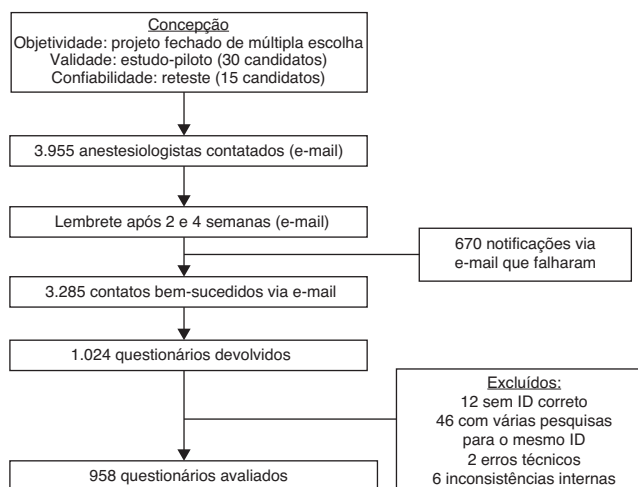 Concepção
Objetividade: projeto fechado de múltipla escolha
Validade: estudo-piloto (30 candidatos)
Confiabilidade: reteste (15 candidatos)
3.955 anestesiologistas contatados (e-mail)
Lembrete após 2 e 4 semanas (e-mail)
670 notificações via
e-mail que falharam
3.285 contatos bem-sucedidos via e-mail
1.024 questionários devolvidos
Excluídos:
12 sem ID correto
46 com várias pesquisas
para o mesmo ID
2 erros técnicos
6 inconsistências internas
958 questionários avaliados